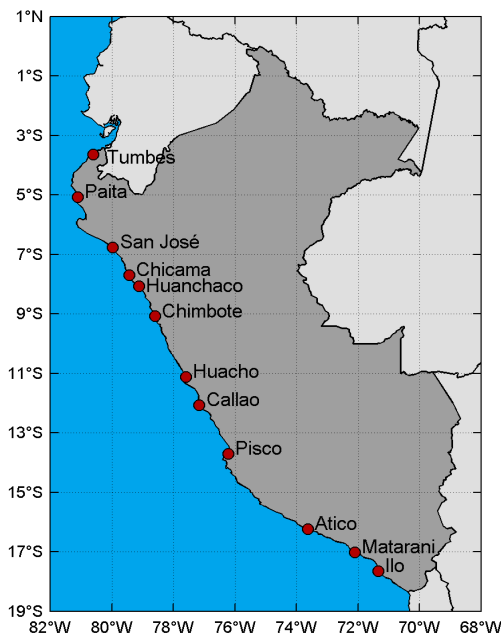 1°N
1°S
3°S
5°S
7°S
9°S
11°S
13°S
15°S
17°S
19°S
Tumbes
Paita
San José
Chicama
Huanchaco
Chimbote
Huacho
Callao
Pisco
Atico
Matarani
Ilo
82°W 80°W 78°W 76°W 74°W 72°W 70°W 68°W